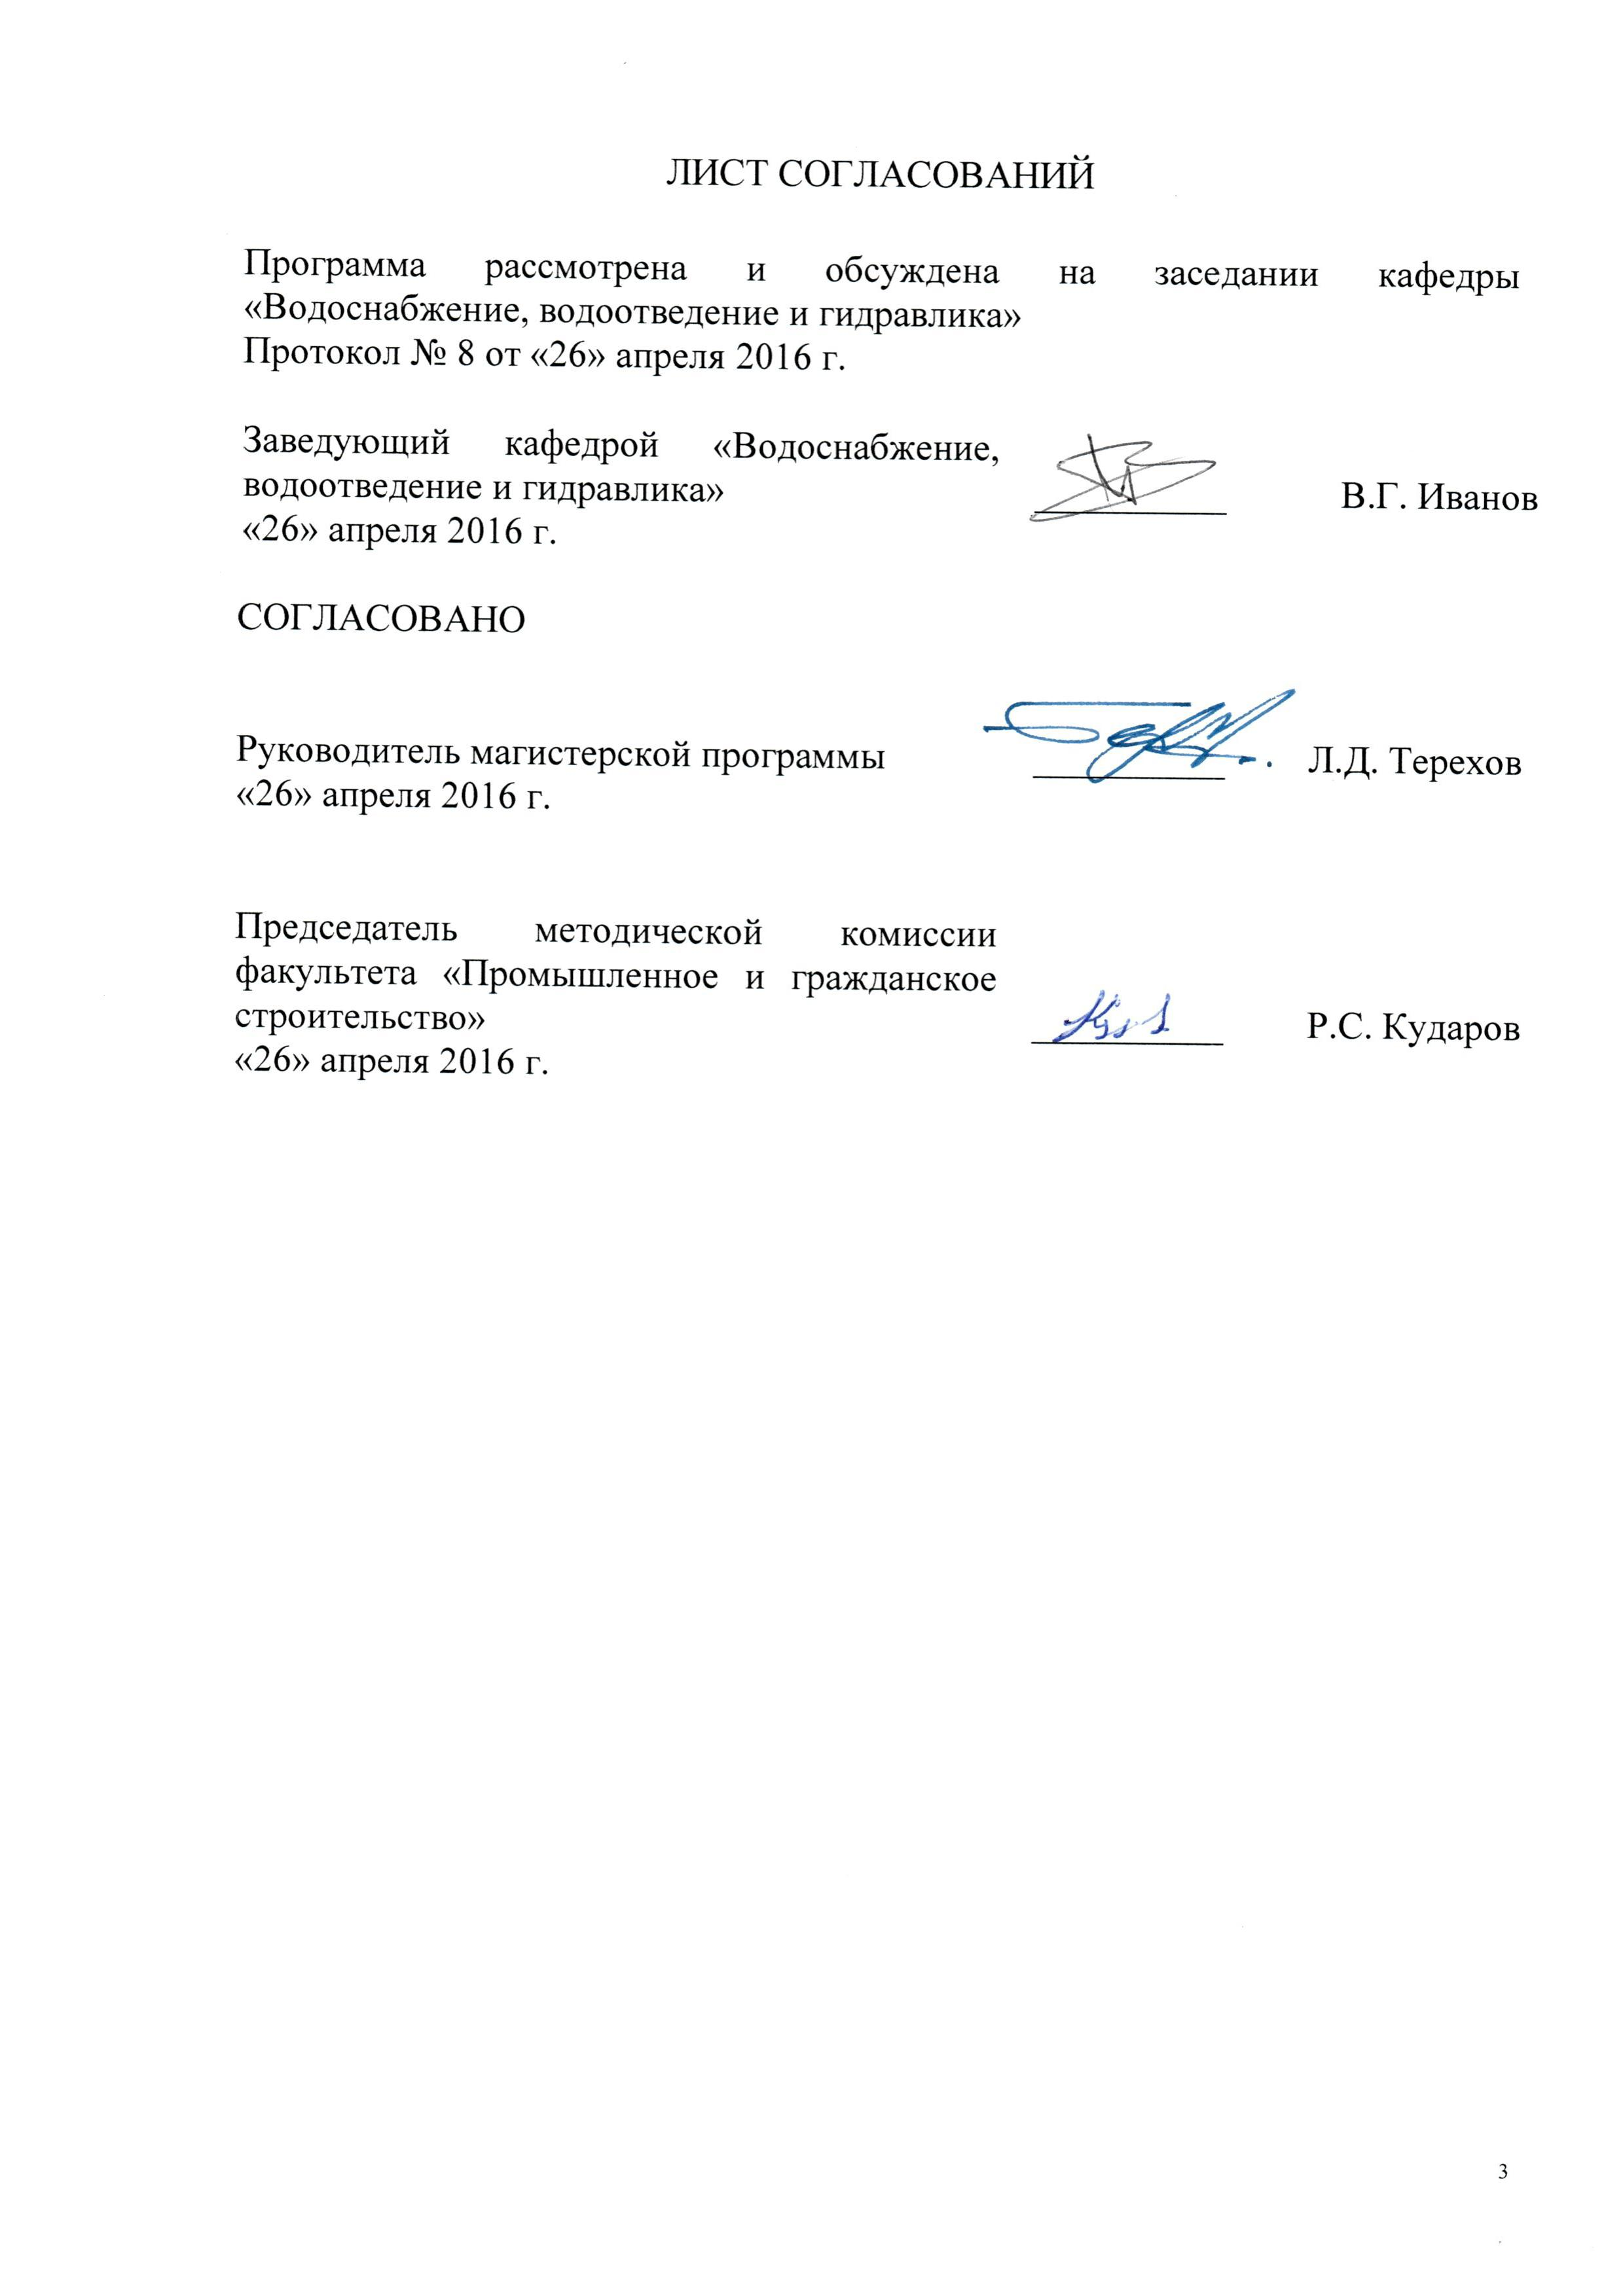 ЛИСТ СОГЛАСОВАНИЙ
Программа рассмотрена и обсуждена на заседании кафедры
«Водоснабжение, водоотведение и гидравлика»
Протокол № 8 от «26» апреля 2016 г.
Заведующий кафедрой «Водоснабжение,
водоотведение и гидравлика» В.Г. Иванов
«26» апреля 2016 г.
СОГЛАСОВАНО
Руководитель магистерской программы Л.Д. Терехов
«26» апреля 2016 г.
Председатель методической комиссии
факультета «Промышленное и гражданское
строительство» Р.С. Кударов
«26» апреля 2016 г.
3